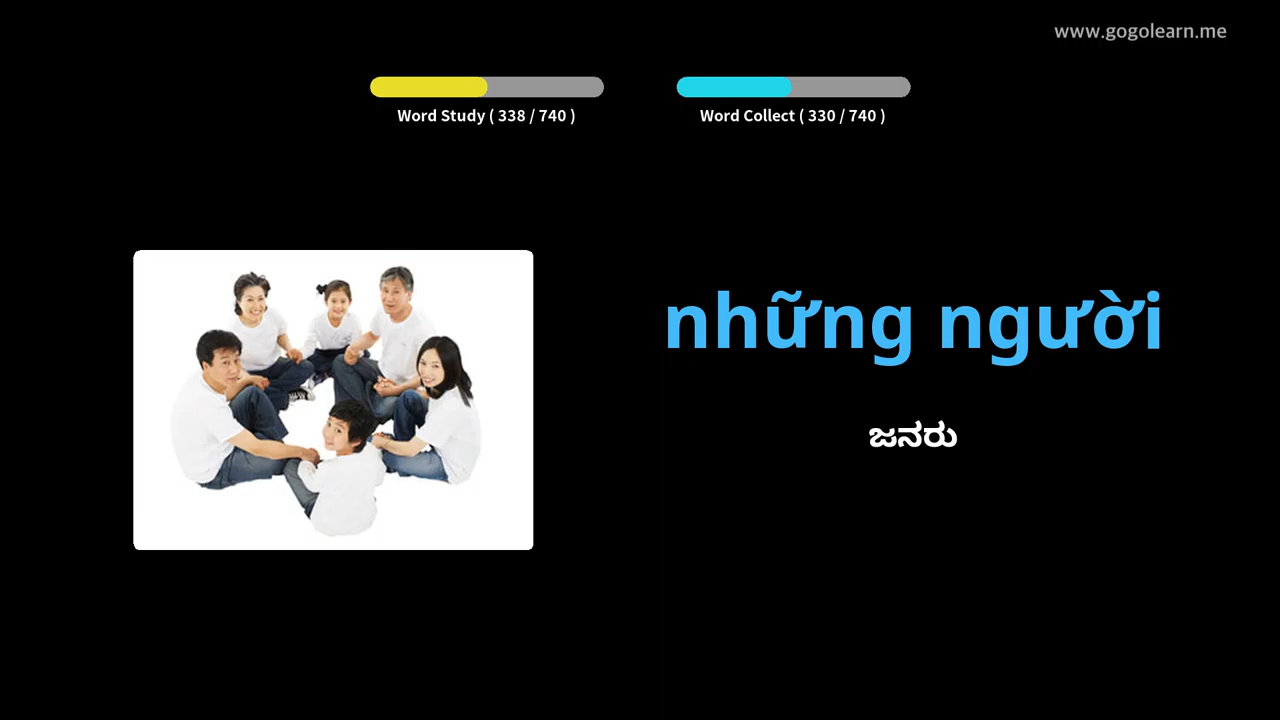 www.gogolearn.me
Word Study ( 338 / 740 )
Word Collect ( 330 / 740 )
những người
ಜನರು